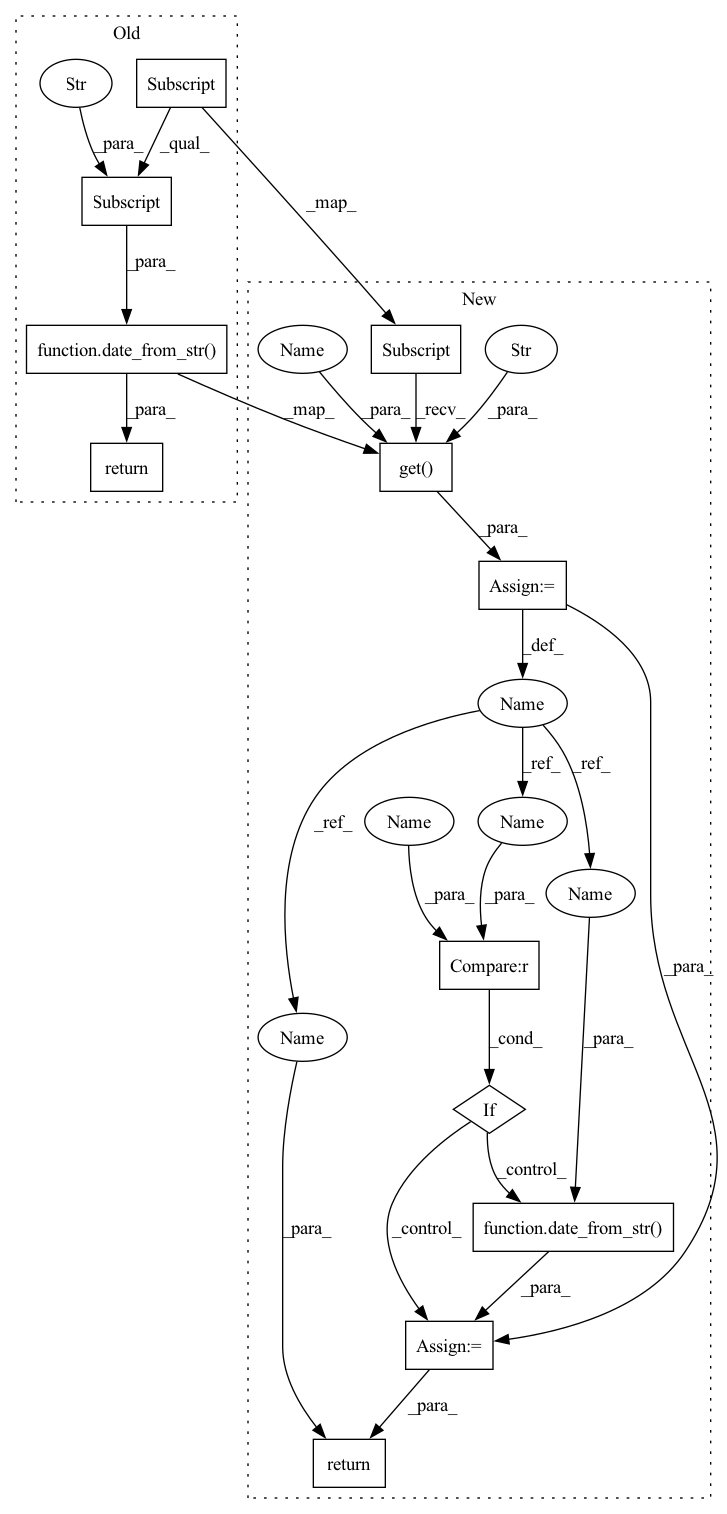 Old
Str
Subscript
_para_
_qual_
Subscript
_map_
_para_
New
function.date_from_str()
Name
Subscript
Str
_para_
_map_
_para_
_recv_
_para_
return
get()
_para_
Assign:=
_def_
Name
_ref_
_ref_
_ref_
Name
Name
Name
_para_
_para_
Compare:r
_para_
_cond_
_para_
Name
If
_control_
_para_
_control_
function.date_from_str()
_para_
Assign:=
_para_
return